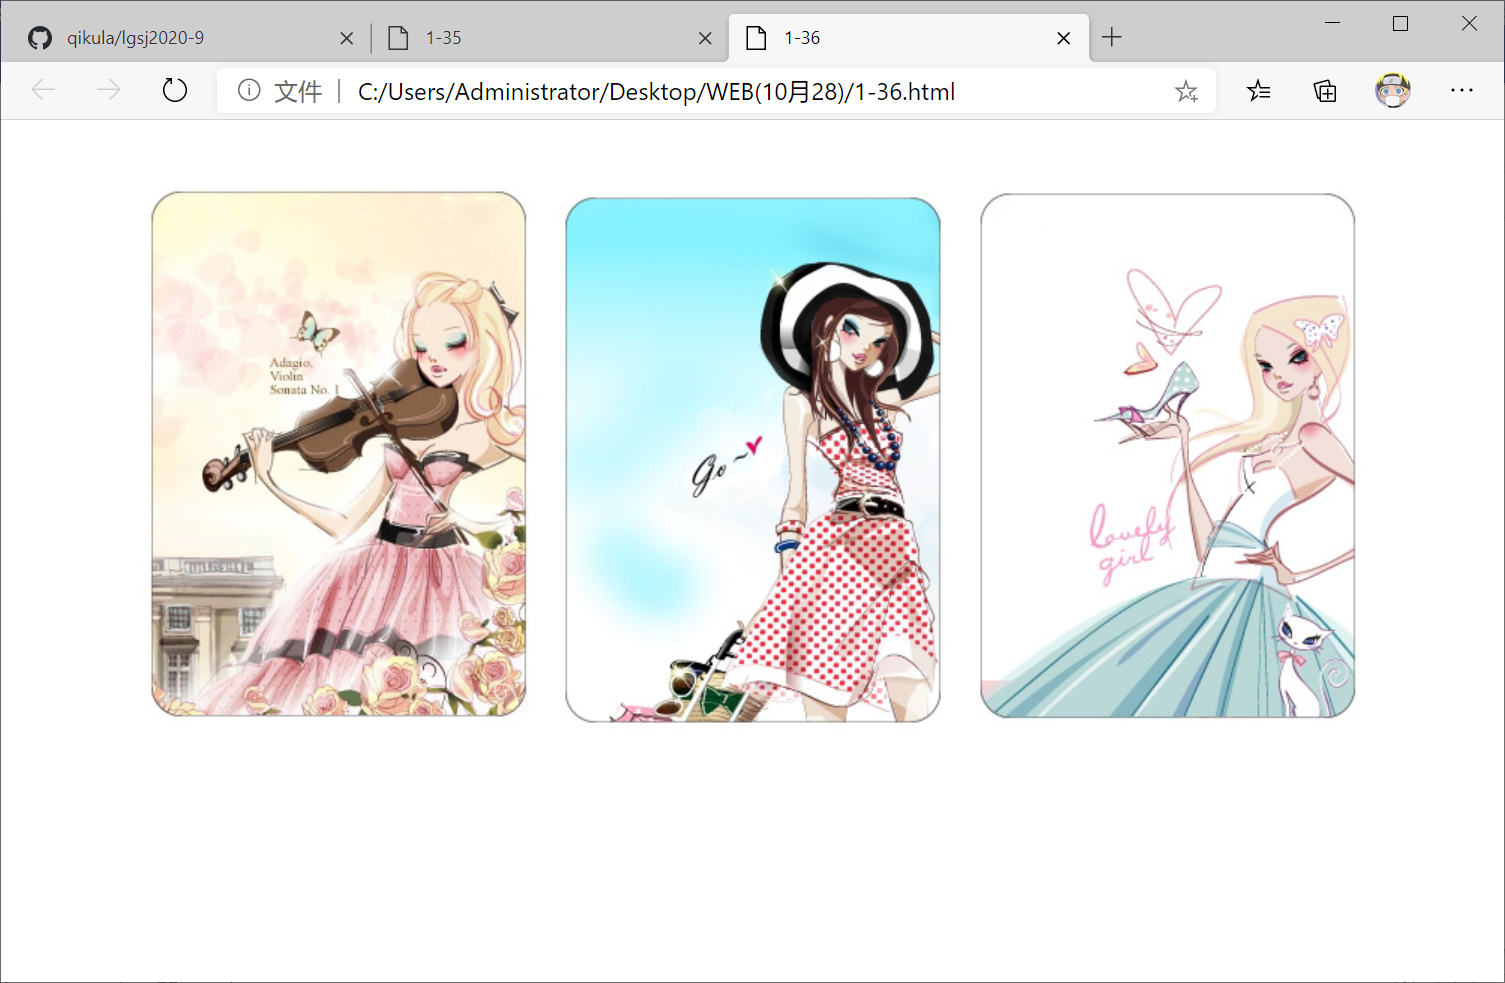 qikula/lgsj2020-9
1-35
1-36
文件
C:/Users/Administrator/Desktop/WEB(10月28)/1-36.html
Adagio,
Violin
Sonata No. 1
Go~
lovely
girl